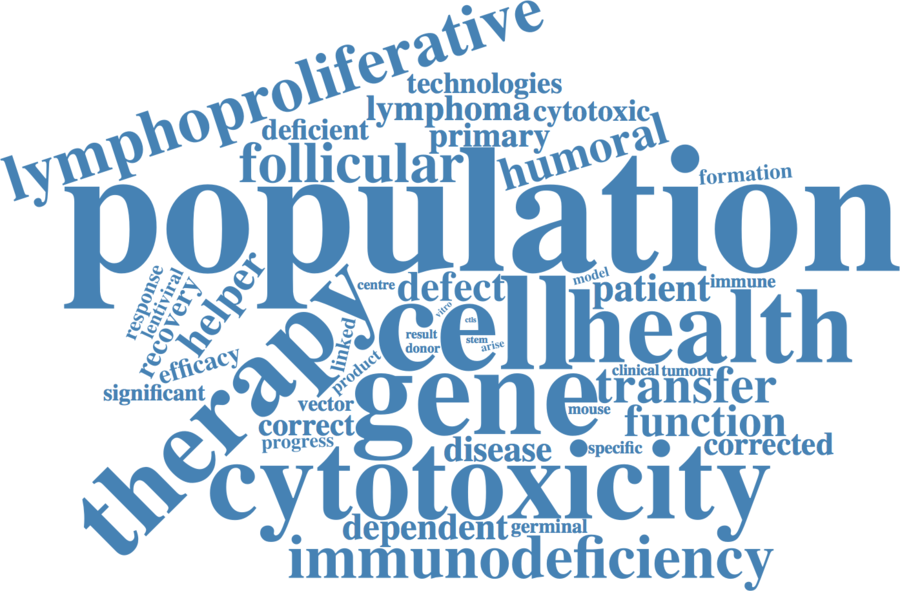 lymphoproliferative
technologies
lymphoma
cytotoxic
deficient
primary
follicular
humoral
formation
population
response
lentiviral
recovery
helper
centre
defect
model
patient
immune
therapy
cell
vitro
ctls
result
stem
donor
arise
health
linked
product
efficacy
significant
gene
clinical
tumour
transfer
vector
mouse
correct
function
progress
disease
specific
corrected
cytotoxicity
dependent
germinal
immunodeficiency